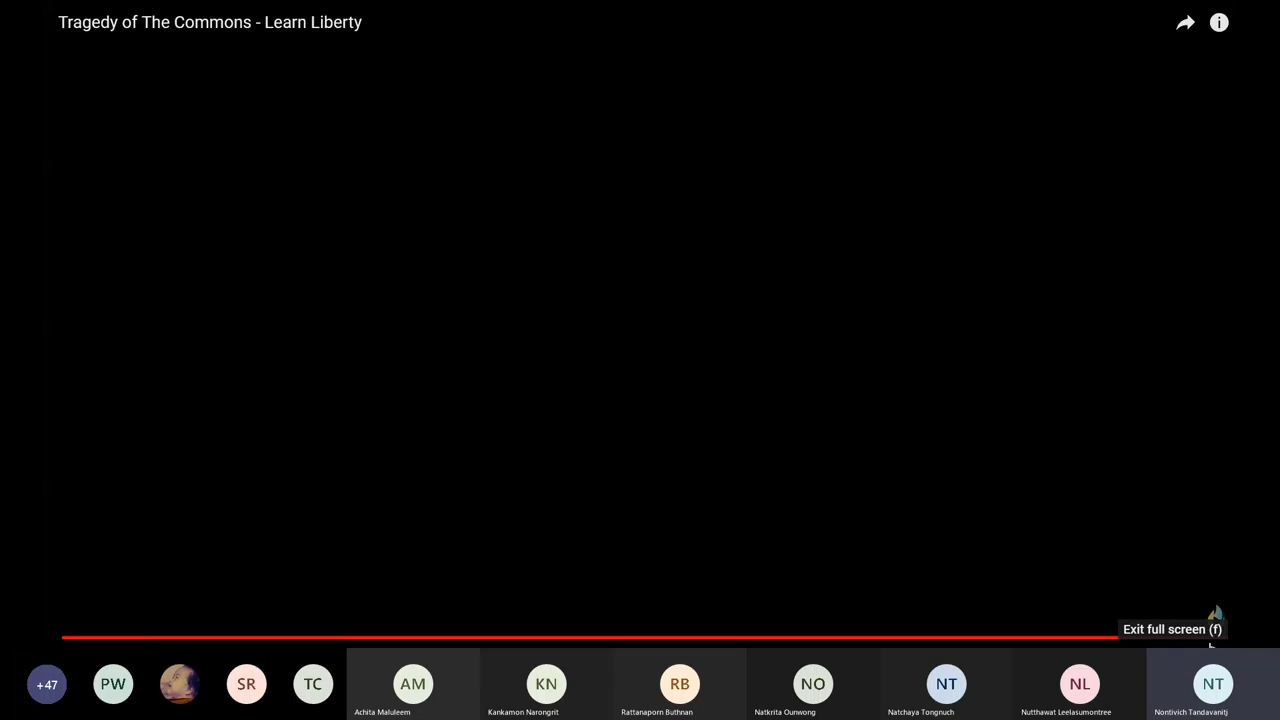 Tragedy of The Commons - Learn Liberty
i
Exit full screen (f)
+47
PW
SR
TC
AM
KN
RB
NO
NT
NL
NT
Achita Maluleem
Kankamon Narongrit
Rattanaporn Buthnan
Natkrita Ounwong
Natchaya Tongnuch
Nutthawat Leelasumontree
Nontivich Tandavanitj